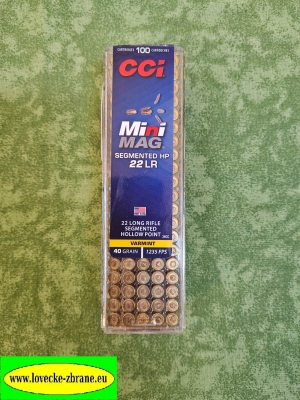 CARTRIDGES 100 CARTRIDGES
CCI
Mini
MAG
SEGMENTED HP
22 LR
22 LONG RIFLE
SEGMENTED
HOLLOW POINT
VARMINT
40 GRAIN 1235 FPS
www.lovecke-zbrane.eu